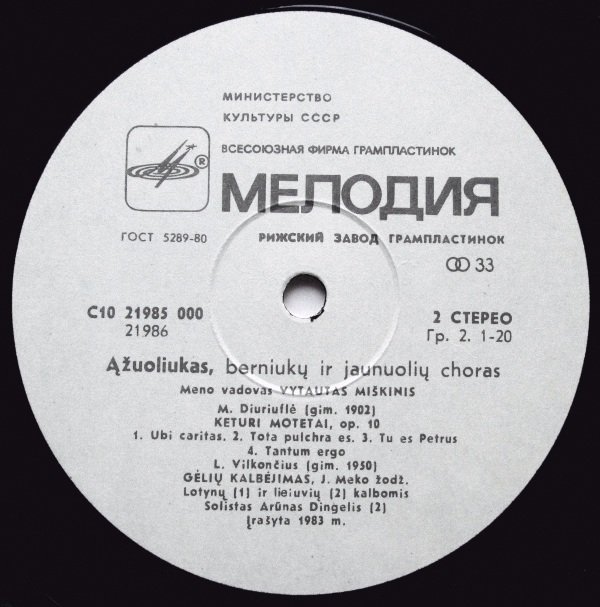 МИНИСТЕРСТВО
КУЛЬТУРЫ СССР
ВСЕСОЮЗНАЯ ФИРМА ГРАМПЛАСТИНОК
®
МЕЛОДИЯ
ГОСТ 5289-80
РИЖСКИЙ ЗАВОД ГРАМПЛАСТИНОК
33
С10 21985 000
21986
2 СТЕРЕО
Гр. 2. 1-20
Ąžuoliukas, berniukų ir jaunuolių choras
Meno vadovas VYTAUTAS MIŠKINIS
M. Diuriuflė (gim. 1902)
KETURI MOTETAI, op. 10
1. Ubi caritas. 2. Tota pulchra es. 3. Tu es Petrus
4. Tantum ergo
L. Vilkončius (gim. 1950)
GĖLIŲ KALBĖJIMAS, J. Meko žodž.
Lotynų (1) ir lietuvių (2) kalbomis
Solistas Arūnas Dingelis (2)
Įrašyta 1983 m.